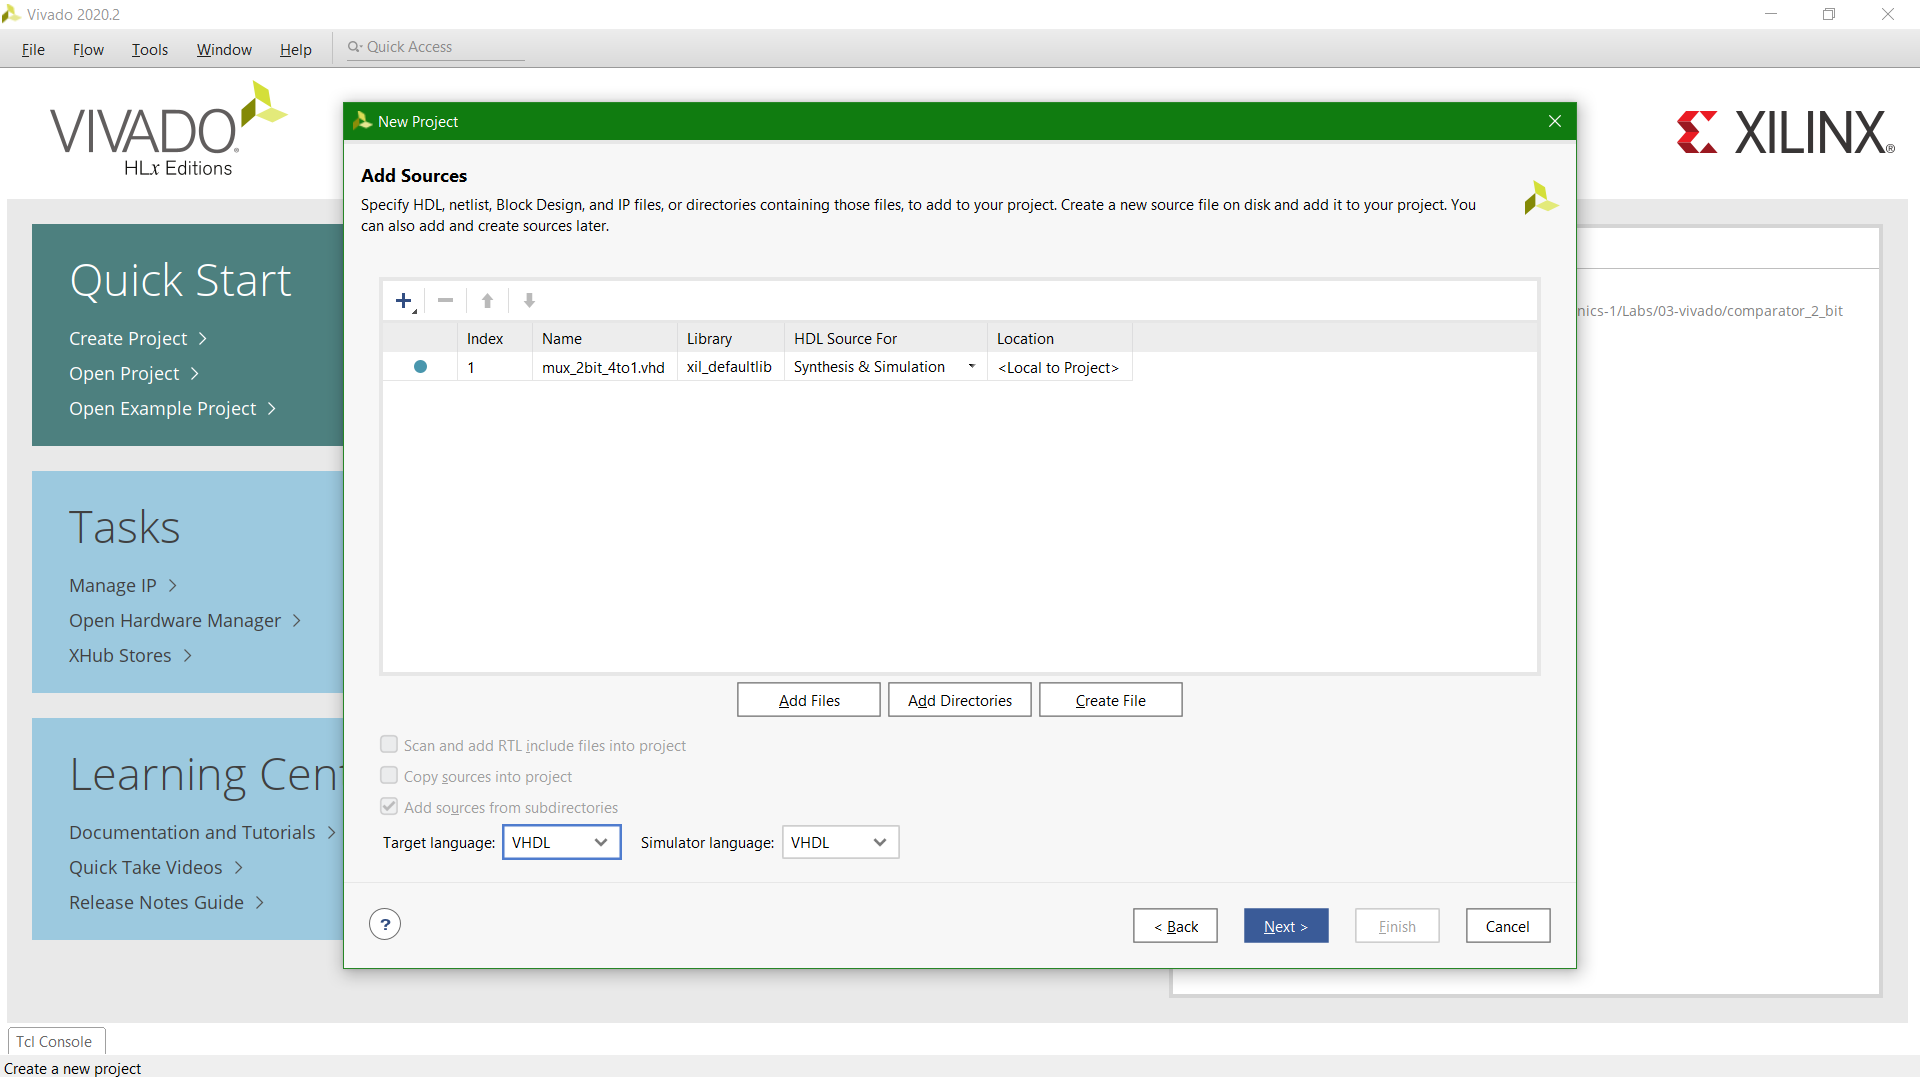 Vivado 2020.2
File Flow Tools Window Help Quick Access
VIVADO
HLx Editions
XILINX
New Project
Add Sources
Specify HDL, netlist, Block Design, and IP files, or directories containing those files, to add to your project. Create a new source file on disk and add it to your project. You
can also add and create sources later.
Quick Start
Create Project
Open Project
Open Example Project
nics-1/Labs/03-vivado/comparator_2_bit
Index Name Library HDL Source For Location
1 mux_2bit_4to1.vhd xil_defaultlib Synthesis & Simulation <Local to Project>
Tasks
Manage IP
Open Hardware Manager
XHub Stores
Add Files Add Directories Create File
Scan and add RTL include files into project
Copy sources into project
Add sources from subdirectories
Target language: VHDL Simulator language: VHDL
Learning Cent
Documentation and Tutorials
Quick Take Videos
Release Notes Guide
? < Back Next > Finish Cancel
Tcl Console
Create a new project